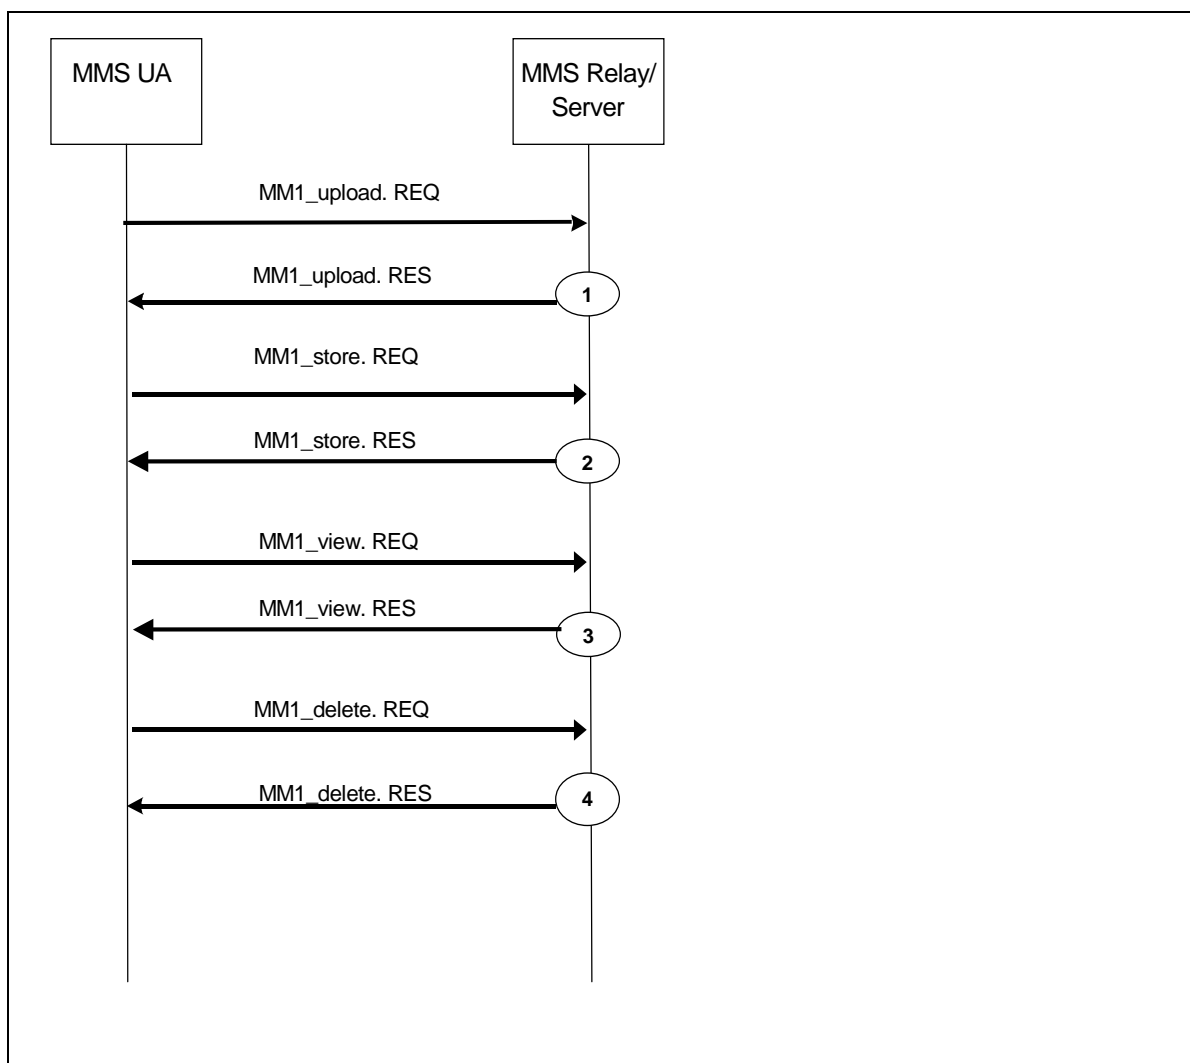 MMS UA
MMS Relay/
Server
MM1_upload. REQ
MM1_upload. RES
1
MM1_store. REQ
MM1_store. RES
2
MM1_view. REQ
MM1_view. RES
3
MM1_delete. REQ
MM1_delete. RES
4